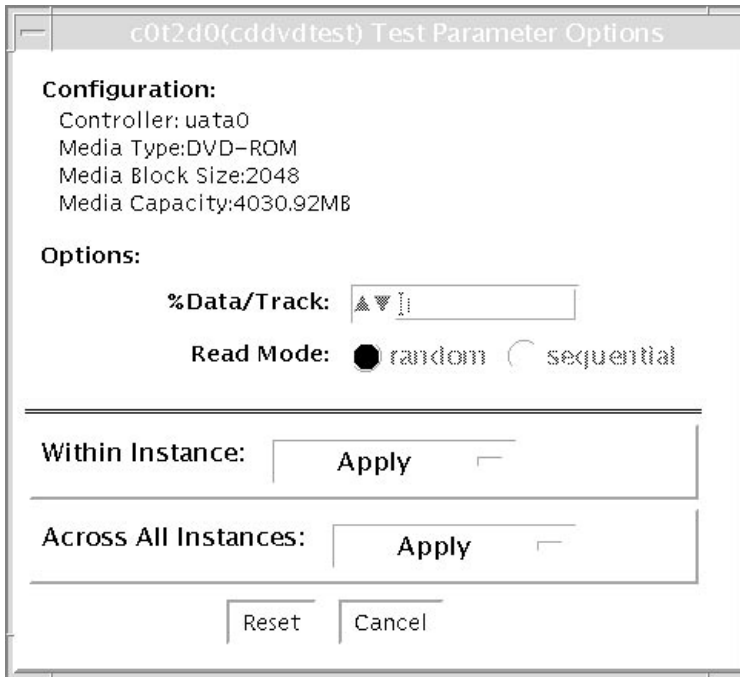 c0t2d0(cddvdtest) Test Parameter Options
Configuration:
Controller: uata0
Media Type:DVD-ROM
Media Block Size:2048
Media Capacity:4030.92MB
Options:
%Data/Track:
Read Mode: random sequential
Within Instance: Apply
Across All Instances: Apply
Reset Cancel